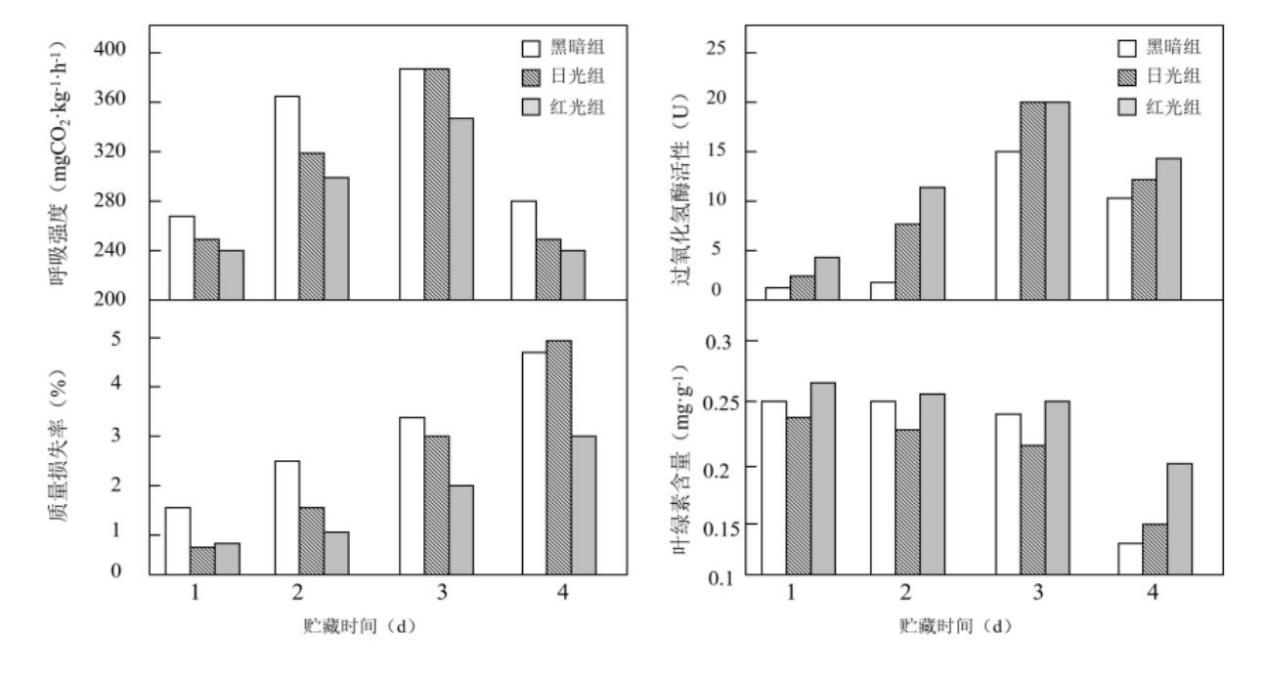 呼吸强度（mgCO₂·kg⁻¹·h⁻¹）
400
360
320
280
240
200
黑暗组
日光组
红光组
过氧化氢酶活性（U）
25
20
15
10
5
0
黑暗组
日光组
红光组
质量损失率（%）
5
4
3
2
1
0
1 2 3 4
贮藏时间（d）
叶绿素含量（mg·g⁻¹）
0.3
0.25
0.2
0.15
0.1
1 2 3 4
贮藏时间（d）